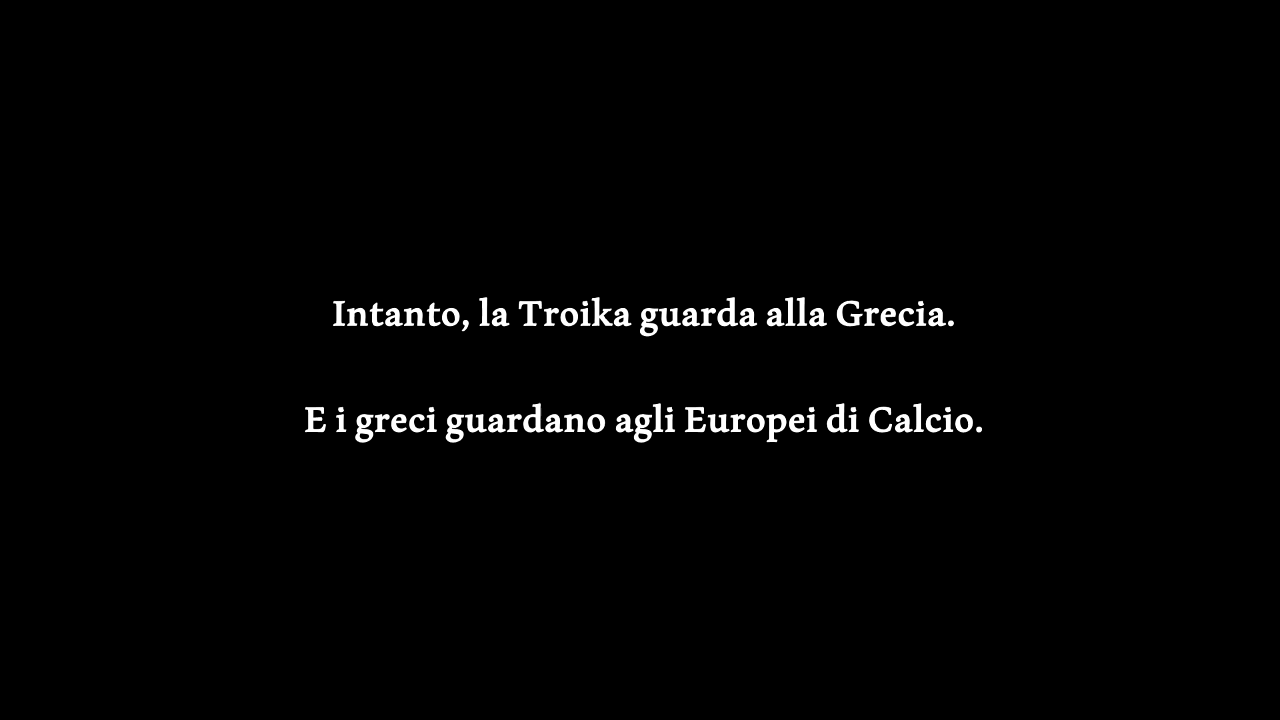 Intanto, la Troika guarda alla Grecia.
E i greci guardano agli Europei di Calcio.